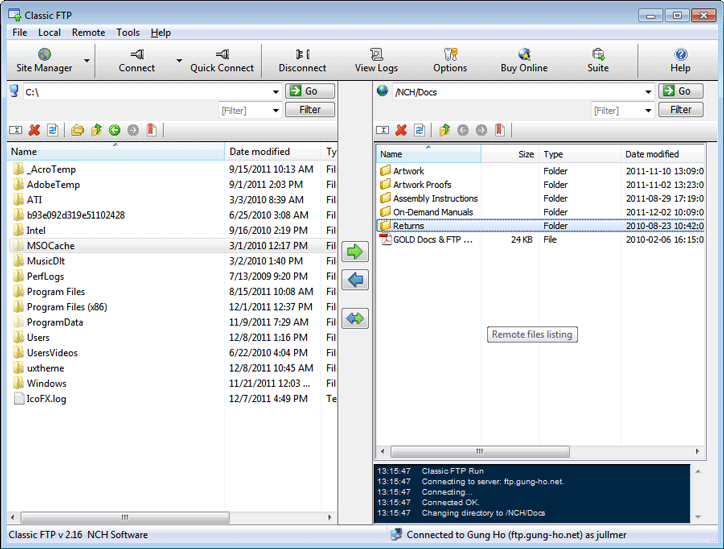 Classic FTP
File Local Remote Tools Help
Site Manager Connect Quick Connect Disconnect View Logs Options Buy Online Suite Help
C:\ Go
[Filter] Filter
Name Date modified Ty
_AcroTemp 9/15/2011 10:13 AM Fil
AdobeTemp 9/1/2011 2:03 PM Fil
ATI 3/3/2010 8:39 AM Fil
b93e092d319e51102428 6/25/2010 3:08 AM Fil
Intel 9/16/2010 2:19 PM Fil
MSOCache 3/1/2010 12:17 PM Fil
MusicDlt 3/2/2010 1:40 PM Fil
PerfLogs 7/13/2009 9:20 PM Fil
Program Files 8/15/2011 10:08 AM Fil
Program Files (x86) 12/1/2011 12:37 PM Fil
ProgramData 11/9/2011 7:29 AM Fil
Users 12/8/2011 1:16 PM Fil
UsersVideos 6/22/2010 4:04 PM Fil
uxtheme 12/8/2011 10:45 AM Fil
Windows 11/21/2011 12:03 ... Fil
IcoFX.log 12/7/2011 4:49 PM Te
/NCH/Docs Go
[Filter] Filter
Name Size Type Date modified
Artwork Folder 2011-11-10 13:09:0
Artwork Proofs Folder 2011-11-02 13:23:0
Assembly Instructions Folder 2011-08-29 17:19:0
On-Demand Manuals Folder 2011-12-02 10:09:0
Returns Folder 2010-08-23 10:42:0
GOLD Docs & FTP ... 24 KB File 2010-02-06 16:15:0
Remote files listing
13:15:47 Classic FTP Run
13:15:47 Connecting to server: ftp.gung-ho.net.
13:15:47 Connecting...
13:15:47 Connected OK.
13:15:47 Changing directory to /NCH/Docs
Classic FTP v 2.16 NCH Software
Connected to Gung Ho (ftp.gung-ho.net) as jullmer